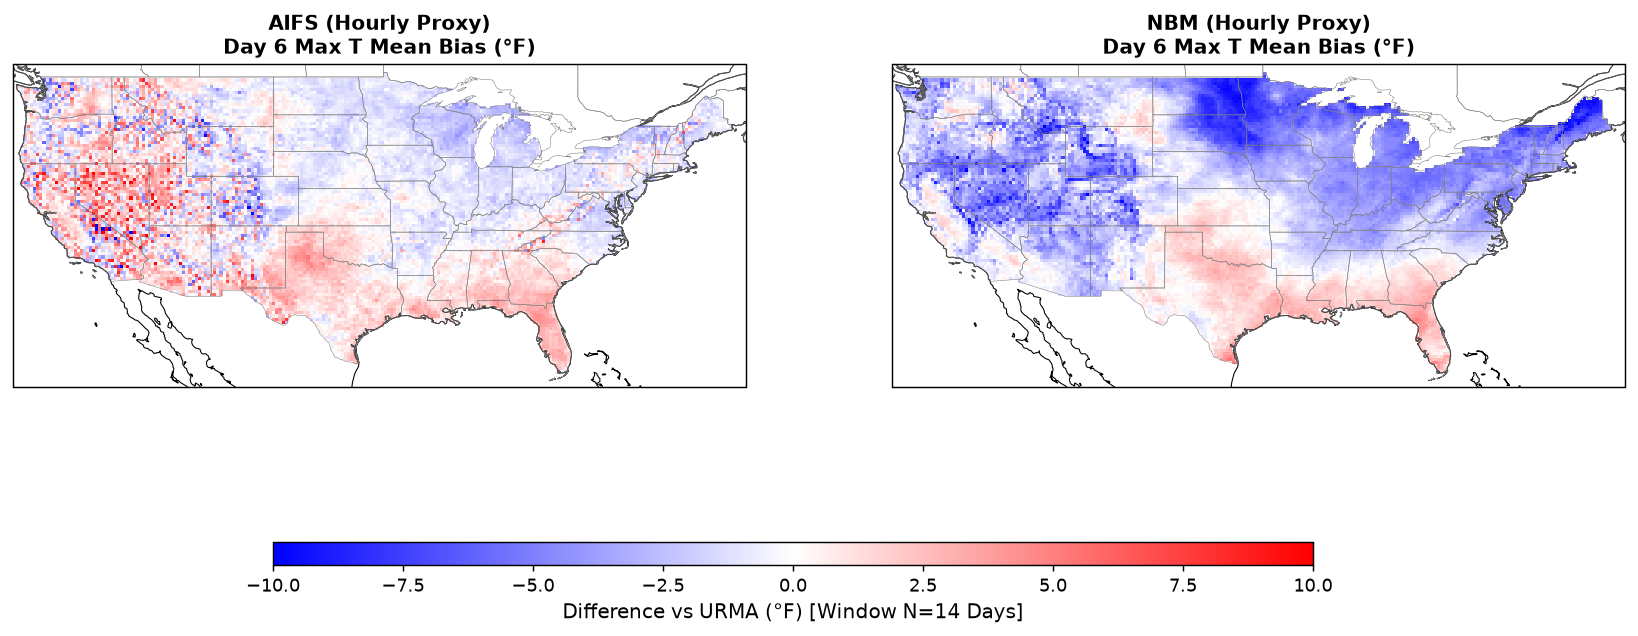 AIFS (Hourly Proxy)
Day 6 Max T Mean Bias (°F)
NBM (Hourly Proxy)
Day 6 Max T Mean Bias (°F)
−10.0 −7.5 −5.0 −2.5 0.0 2.5 5.0 7.5 10.0
Difference vs URMA (°F) [Window N=14 Days]